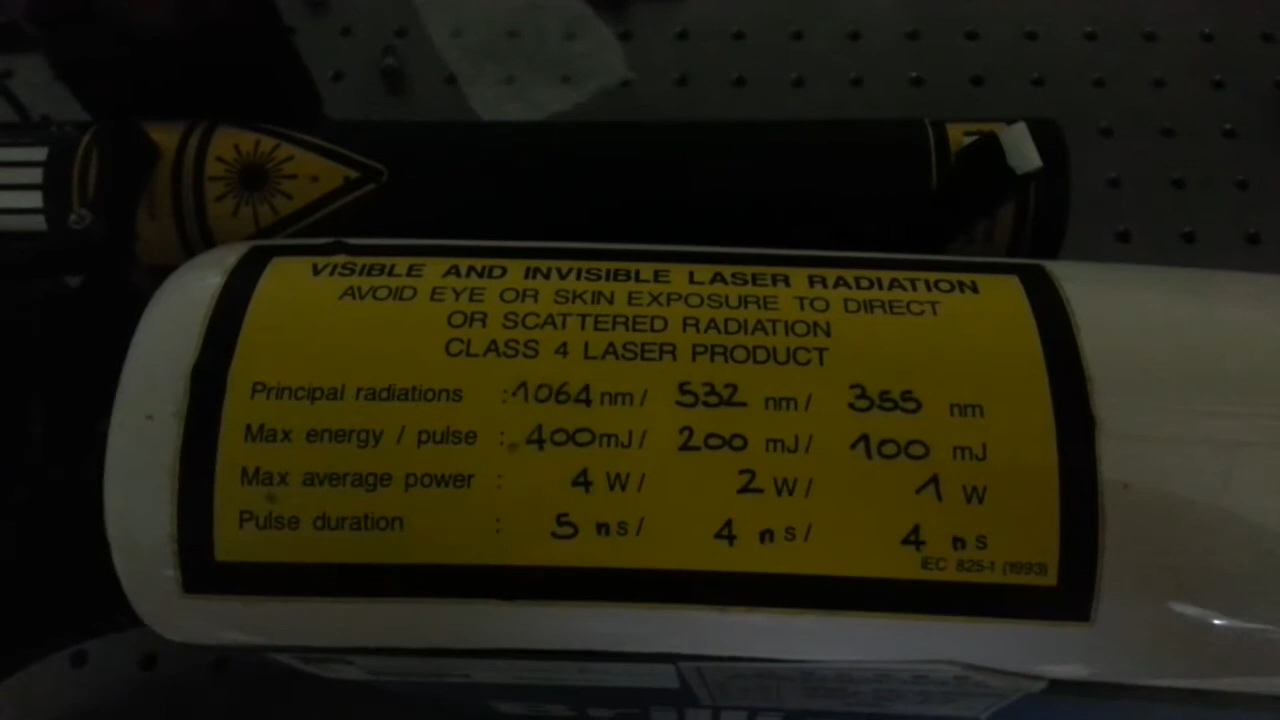 VISIBLE AND INVISIBLE LASER RADIATION
AVOID EYE OR SKIN EXPOSURE TO DIRECT
OR SCATTERED RADIATION
CLASS 4 LASER PRODUCT
Principal radiations : 1064 nm / 532 nm / 355 nm
Max energy / pulse : 400 mJ / 200 mJ / 100 mJ
Max average power : 4 W / 2 W / 1 W
Pulse duration : 5 ns / 4 ns / 4 ns
IEC 825-1 (1993)